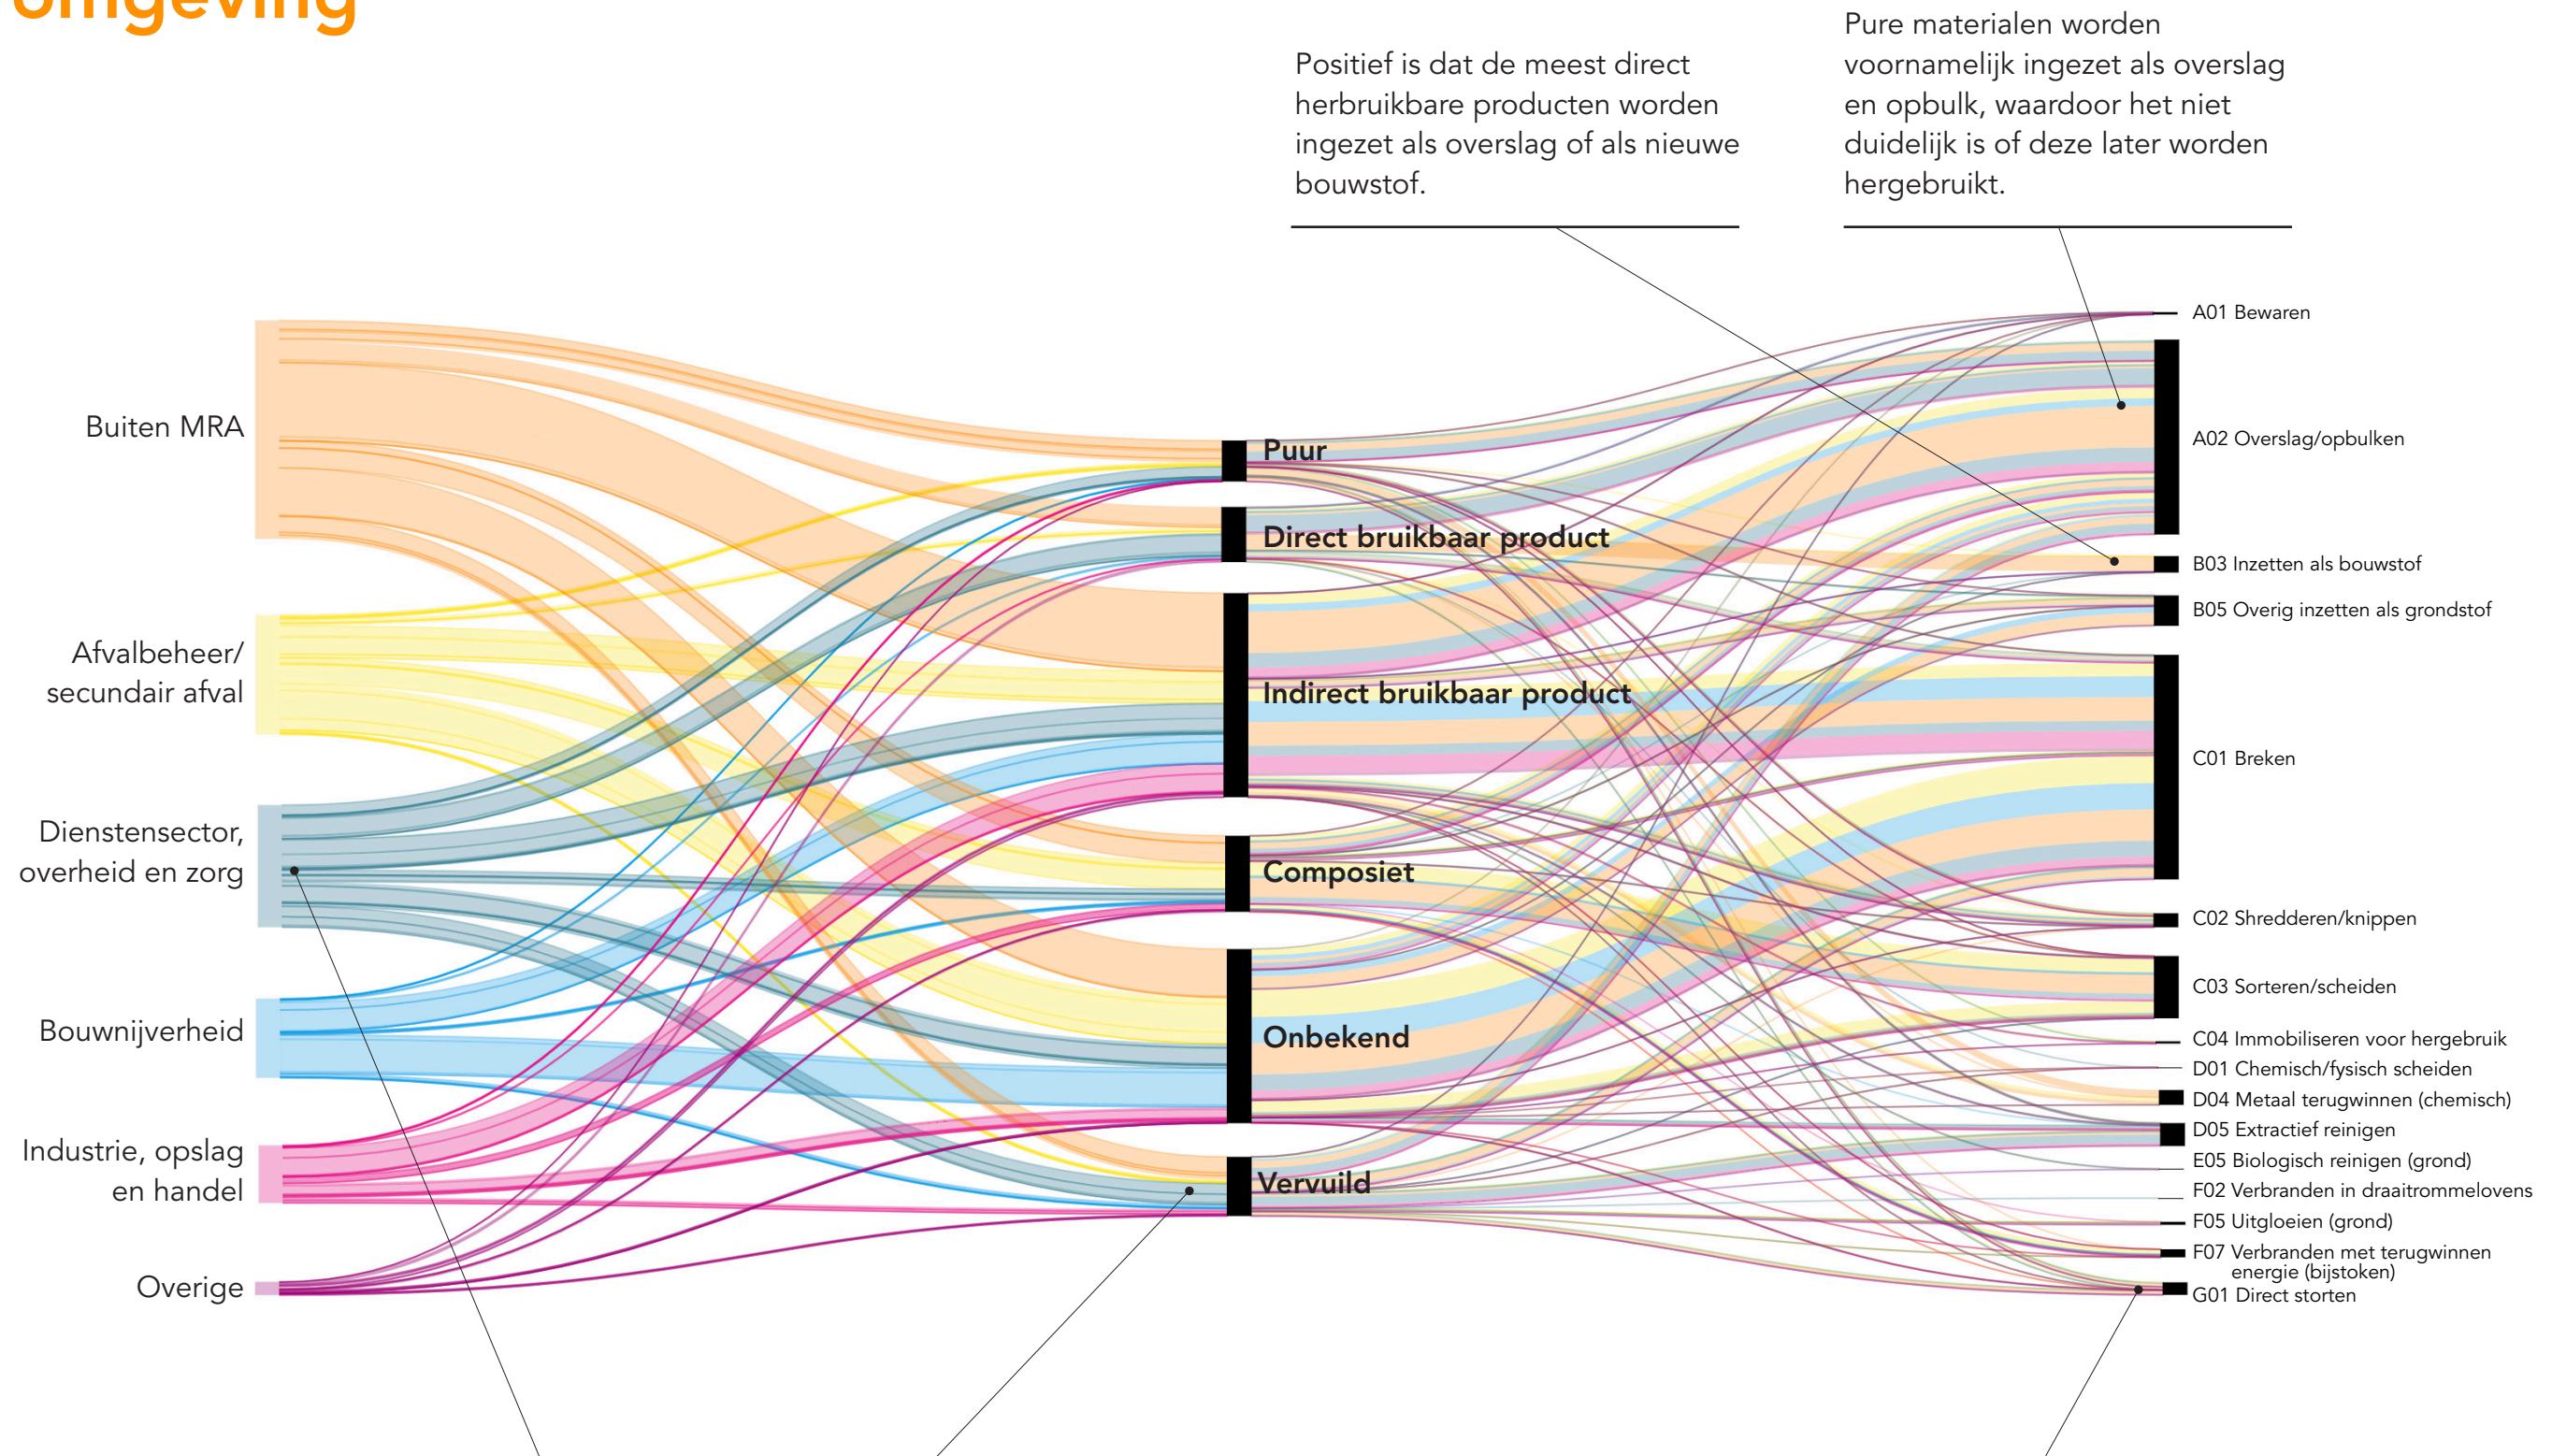 omgeving
Positief is dat de meest direct
herbruikbare producten worden
ingezet als overslag of als nieuwe
bouwstof.
Pure materialen worden
voornamelijk ingezet als overslag
en opbulk, waardoor het niet
duidelijk is of deze later worden
hergebruikt.
Buiten MRA
Afvalbeheer/
secundair afval
Dienstensector,
overheid en zorg
Bouwnijverheid
Industrie, opslag
en handel
Overige
Puur
Direct bruikbaar product
Indirect bruikbaar product
Composiet
Onbekend
Vervuild
A01 Bewaren
A02 Overslag/opbulken
B03 Inzetten als bouwstof
B05 Overig inzetten als grondstof
C01 Breken
C02 Shredderen/knippen
C03 Sorteren/scheiden
C04 Immobiliseren voor hergebruik
D01 Chemisch/fysisch scheiden
D04 Metaal terugwinnen (chemisch)
D05 Extractief reinigen
E05 Biologisch reinigen (grond)
F02 Verbranden in draaitrommelovens
F05 Uitgloeien (grond)
F07 Verbranden met terugwinnen
energie (bijstoken)
G01 Direct storten